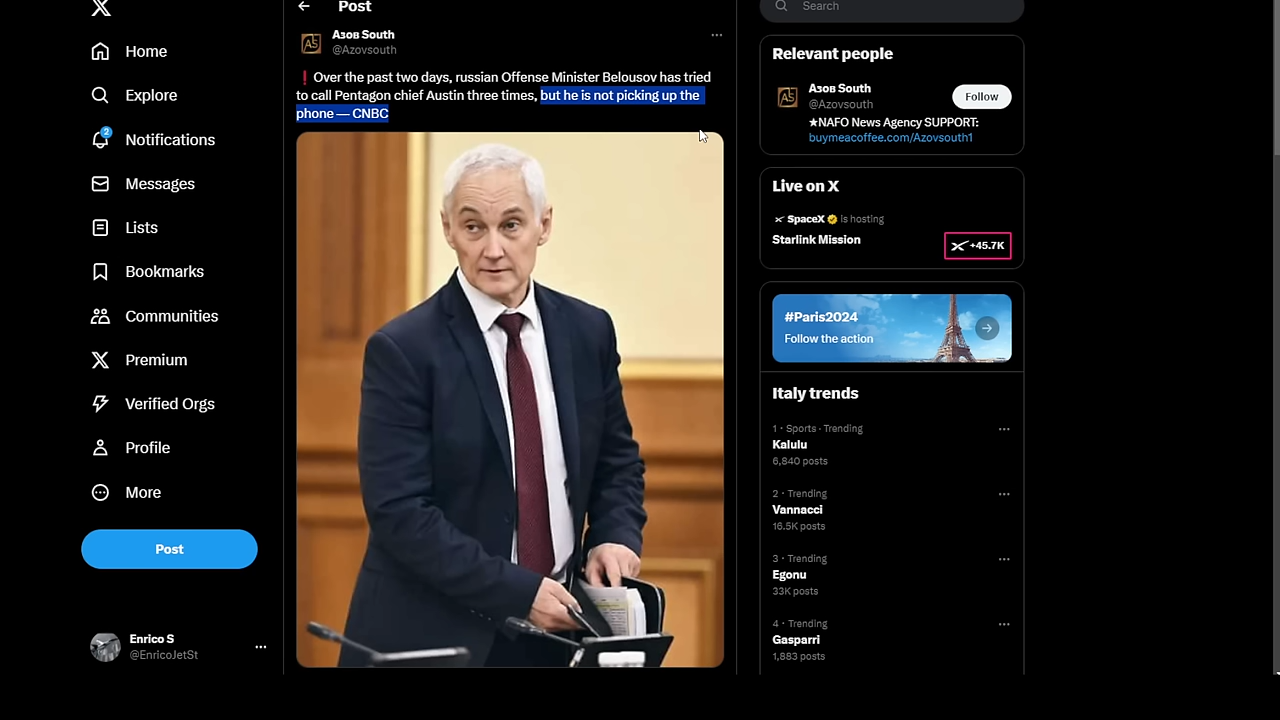 Home
Explore
2
Notifications
Messages
Lists
Bookmarks
Communities
Premium
Verified Orgs
Profile
More
Post
Enrico S
@EnricoJetSt
Post
Азов South
@Azovsouth
❗Over the past two days, russian Offense Minister Belousov has tried
to call Pentagon chief Austin three times, but he is not picking up the
phone — CNBC
Search
Relevant people
AS
Азов South
@Azovsouth
Follow
★NAFO News Agency SUPPORT:
buymeacoffee.com/Azovsouth1
Live on X
SpaceX is hosting
Starlink Mission
+45.7K
#Paris2024
Follow the action
Italy trends
1 · Sports · Trending
Kalulu
6,840 posts
2 · Trending
Vannacci
16.5K posts
3 · Trending
Egonu
33K posts
4 · Trending
Gasparri
1,883 posts